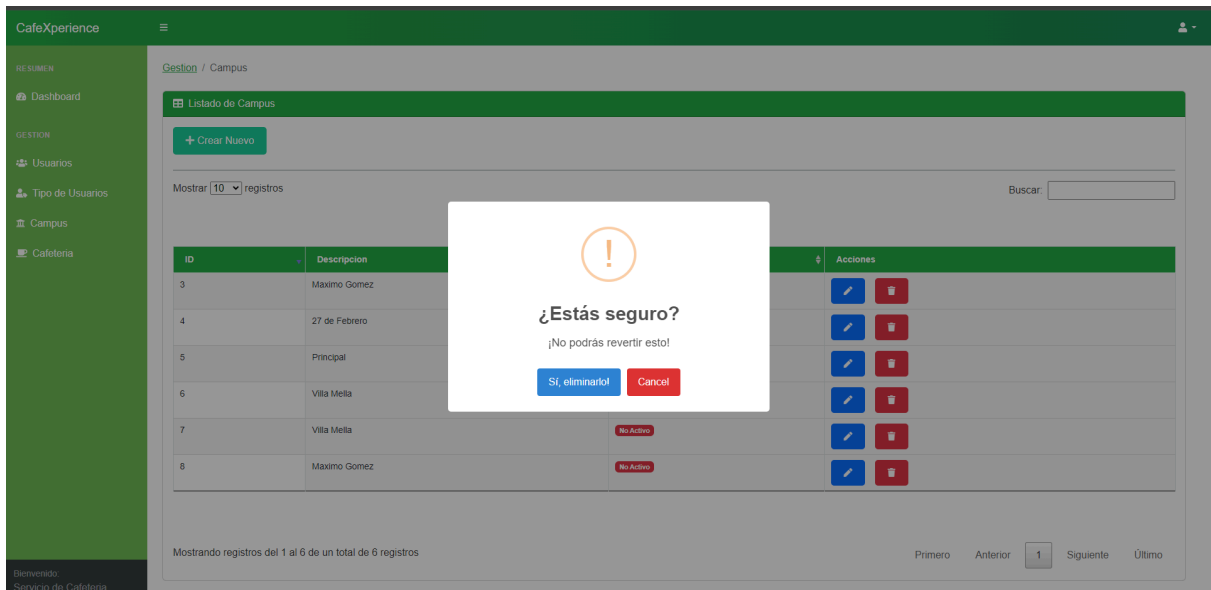 CafeXperience
RESUMEN
Dashboard
GESTION
Usuarios
Tipo de Usuarios
Campus
Cafeteria
Bienvenido:
Servicio de Cafeteria
Gestion / Campus
Listado de Campus
+ Crear Nuevo
Mostrar 10 registros
Buscar:
ID Descripcion Acciones
3 Maximo Gomez
4 27 de Febrero
5 Principal
6 Villa Mella
7 Villa Mella No Activo
8 Maximo Gomez No Activo
!
¿Estás seguro?
¡No podrás revertir esto!
Sí, eliminarlo! Cancel
Mostrando registros del 1 al 6 de un total de 6 registros
Primero Anterior 1 Siguiente Último